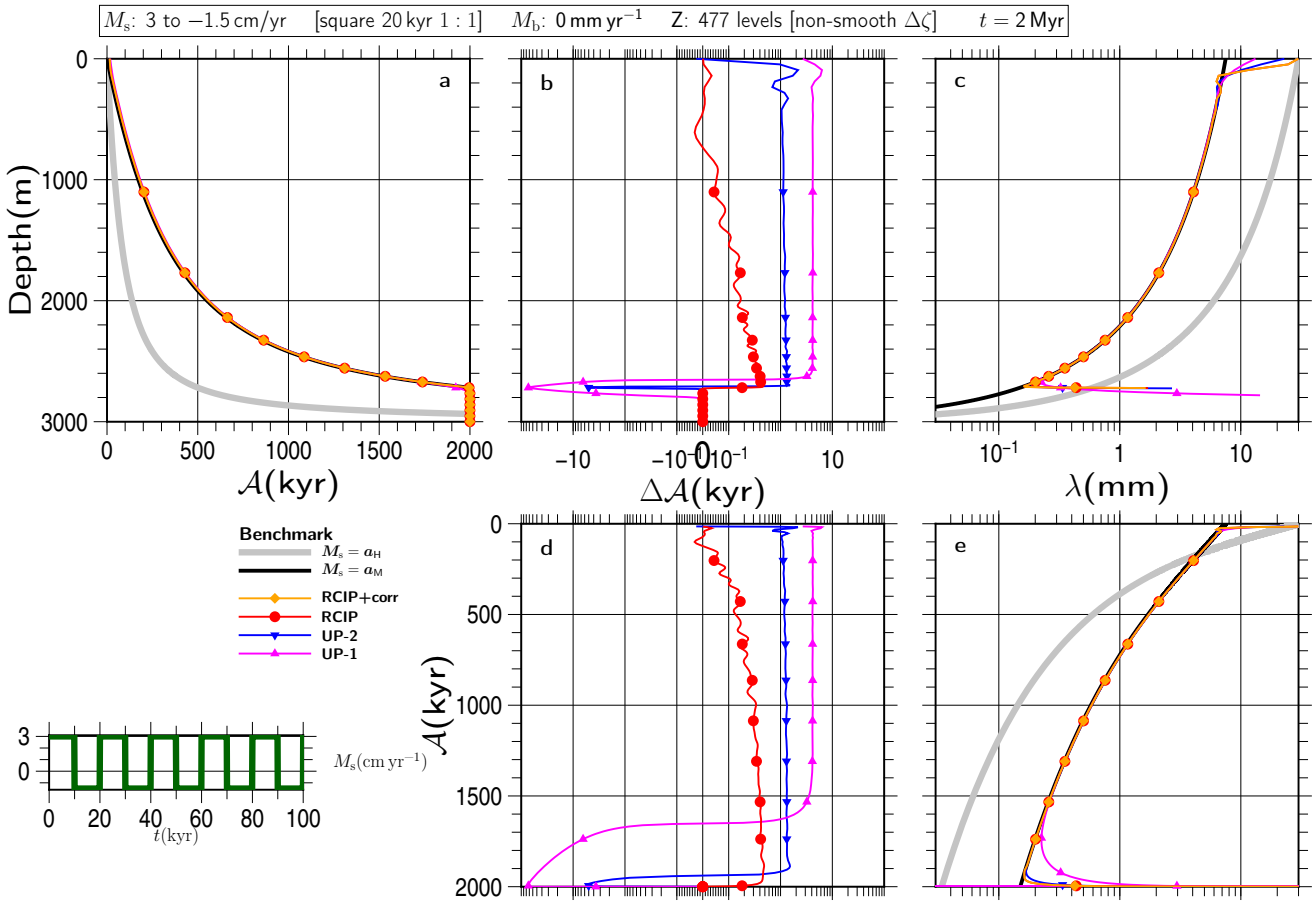 Mₛ: 3 to −1.5 cm/yr [square 20 kyr 1 : 1] M_b: 0 mm yr⁻¹ Z: 477 levels [non-smooth Δζ] t = 2 Myr
0
1000
2000
3000
Depth(m)
a
0 500 1000 1500 2000
𝒜(kyr)
b
−10 −10⁻¹ 0 10⁻¹ 10
Δ𝒜(kyr)
c
10⁻¹ 1 10
λ(mm)
Benchmark
Mₛ = a_H
Mₛ = a_M
RCIP+corr
RCIP
UP-2
UP-1
d
0
500
1000
1500
2000
𝒜(kyr)
e
3
0
Mₛ(cm yr⁻¹)
0 20 40 60 80 100
t(kyr)